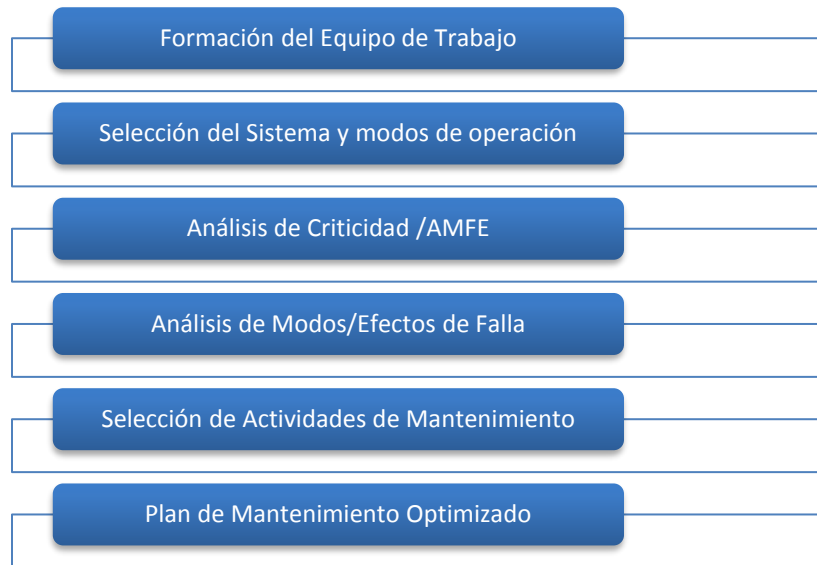 Formación del Equipo de Trabajo
Selección del Sistema y modos de operación
Análisis de Criticidad /AMFE
Análisis de Modos/Efectos de Falla
Selección de Actividades de Mantenimiento
Plan de Mantenimiento Optimizado